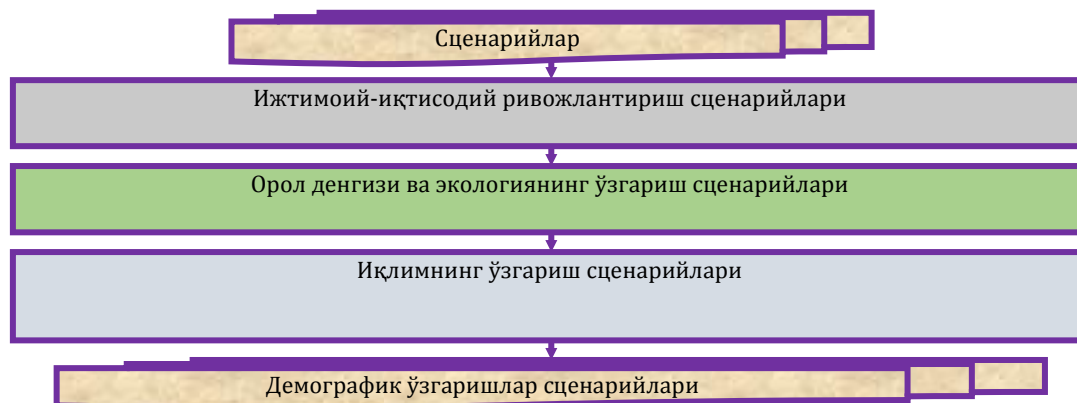 Сценарийлар
Ижтимоий-иқтисодий ривожлантириш сценарийлари
Орол денгизи ва экологиянинг ўзгариш сценарийлари
Иқлимнинг ўзгариш сценарийлари
Демографик ўзгаришлар сценарийлари